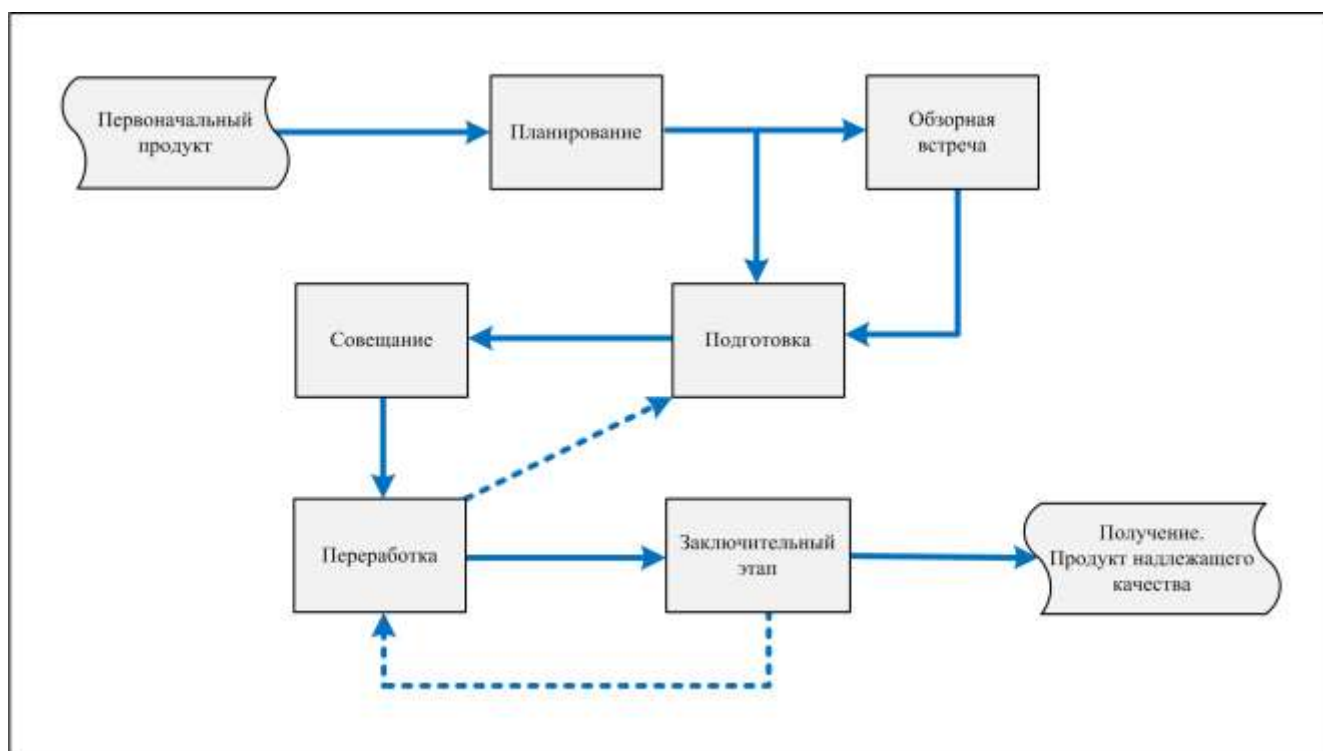 Первоначальный
продукт
Планирование
Обзорная
встреча
Совещание
Подготовка
Переработка
Заключительный
этап
Получение.
Продукт надлежащего
качества